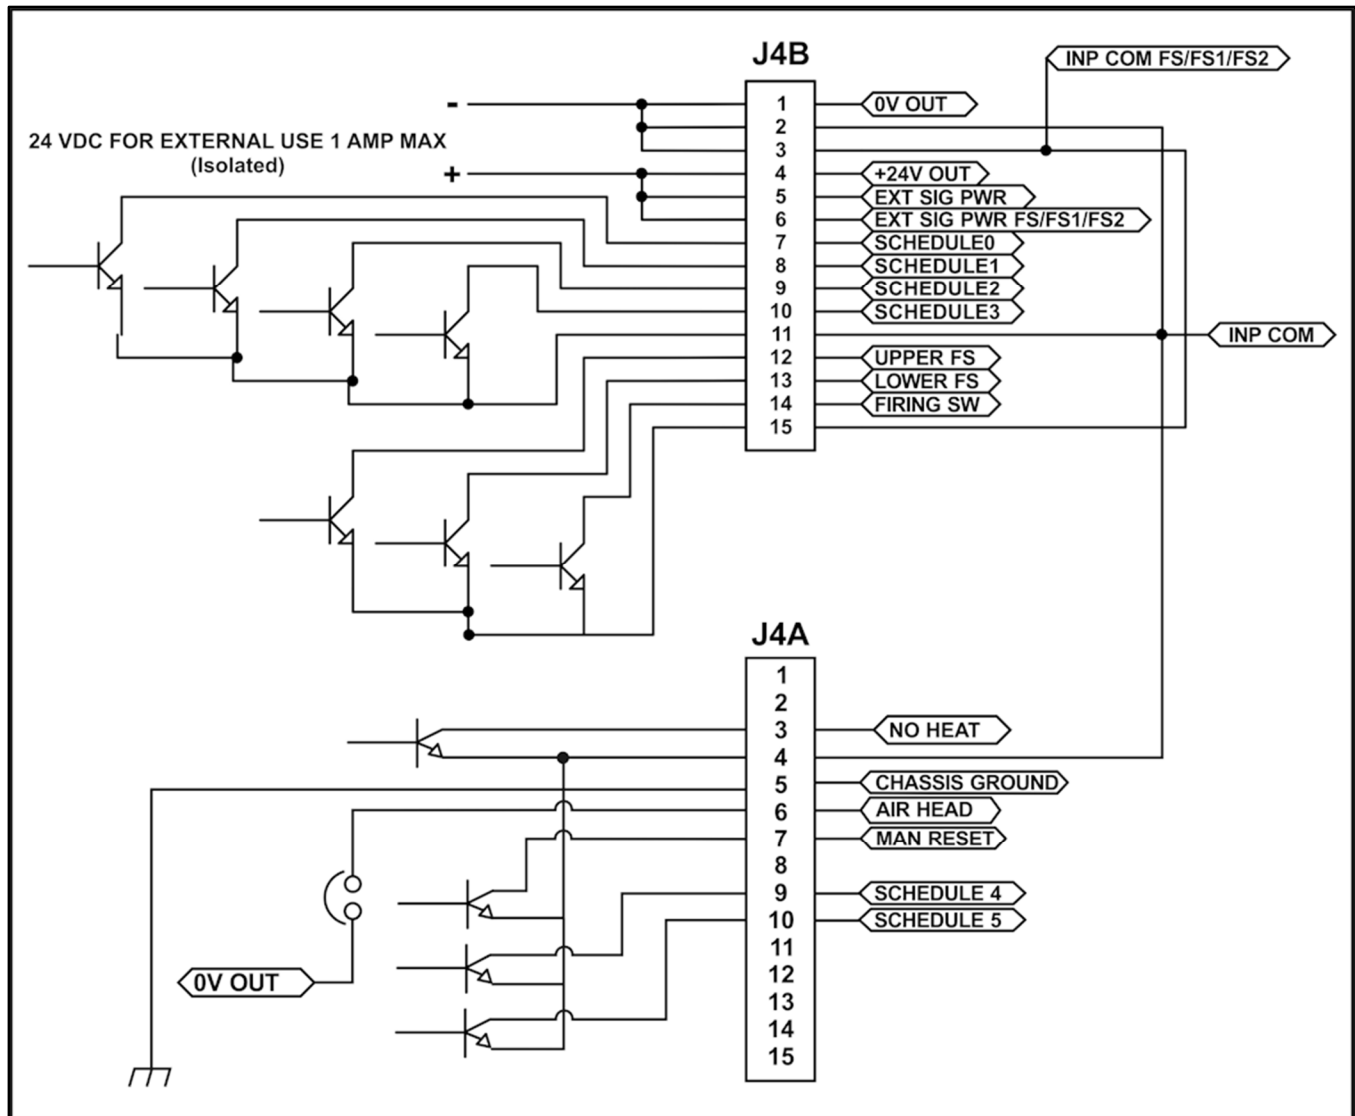 J4B
INP COM FS/FS1/FS2
-
1
0V OUT
24 VDC FOR EXTERNAL USE 1 AMP MAX
(Isolated)
2
3
+
4
+24V OUT
5
EXT SIG PWR
6
EXT SIG PWR FS/FS1/FS2
7
SCHEDULE0
8
SCHEDULE1
9
SCHEDULE2
10
SCHEDULE3
11
INP COM
12
UPPER FS
13
LOWER FS
14
FIRING SW
15
J4A
1
2
3
NO HEAT
4
5
CHASSIS GROUND
6
AIR HEAD
7
MAN RESET
8
9
SCHEDULE 4
10
SCHEDULE 5
11
12
0V OUT
13
14
15